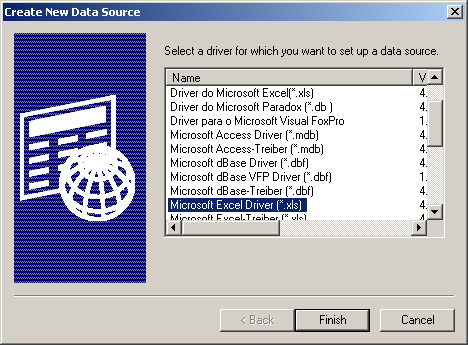 Create New Data Source
Select a driver for which you want to set up a data source.
Name V
Driver do Microsoft Excel(*.xls) 4.
Driver do Microsoft Paradox (*.db ) 4.
Driver para o Microsoft Visual FoxPro 1.
Microsoft Access Driver (*.mdb) 4.
Microsoft Access-Treiber (*.mdb) 4.
Microsoft dBase Driver (*.dbf) 4.
Microsoft dBase VFP Driver (*.dbf) 1.
Microsoft dBase-Treiber (*.dbf) 4.
Microsoft Excel Driver (*.xls) 4.
Microsoft Excel-Treiber (*.xls) 4.
< Back Finish Cancel